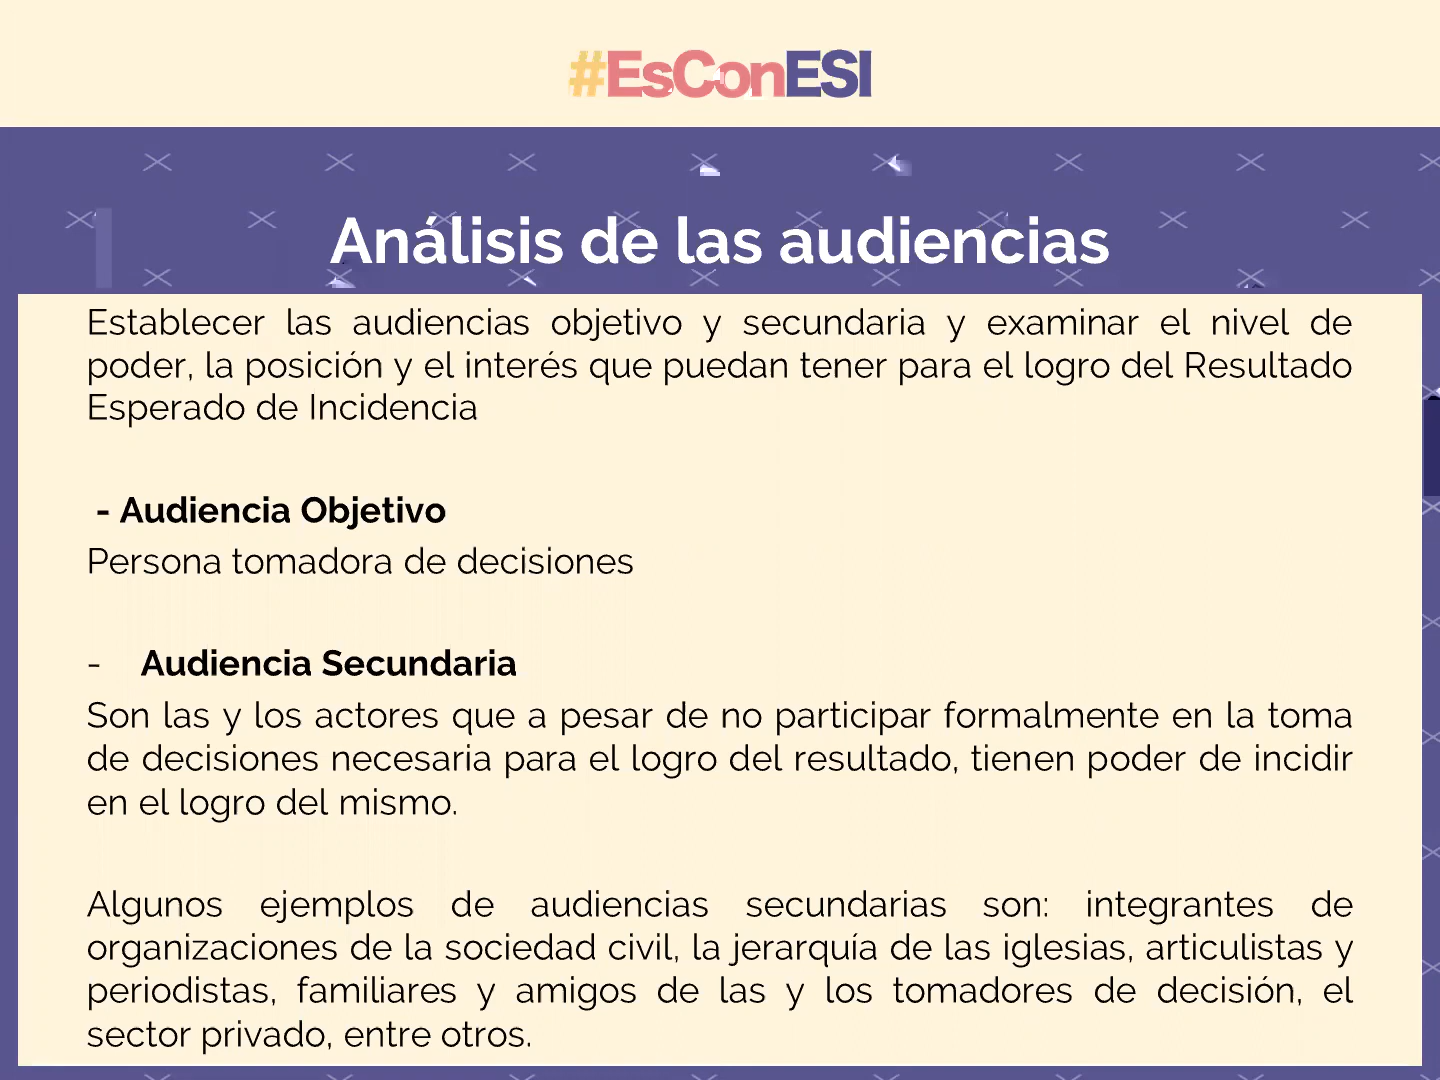 #EsConESI
Análisis de las audiencias
Establecer las audiencias objetivo y secundaria y examinar el nivel de
poder, la posición y el interés que puedan tener para el logro del Resultado
Esperado de Incidencia
- Audiencia Objetivo
Persona tomadora de decisiones
- Audiencia Secundaria
Son las y los actores que a pesar de no participar formalmente en la toma
de decisiones necesaria para el logro del resultado, tienen poder de incidir
en el logro del mismo.
Algunos ejemplos de audiencias secundarias son: integrantes de
organizaciones de la sociedad civil, la jerarquía de las iglesias, articulistas y
periodistas, familiares y amigos de las y los tomadores de decisión, el
sector privado, entre otros.